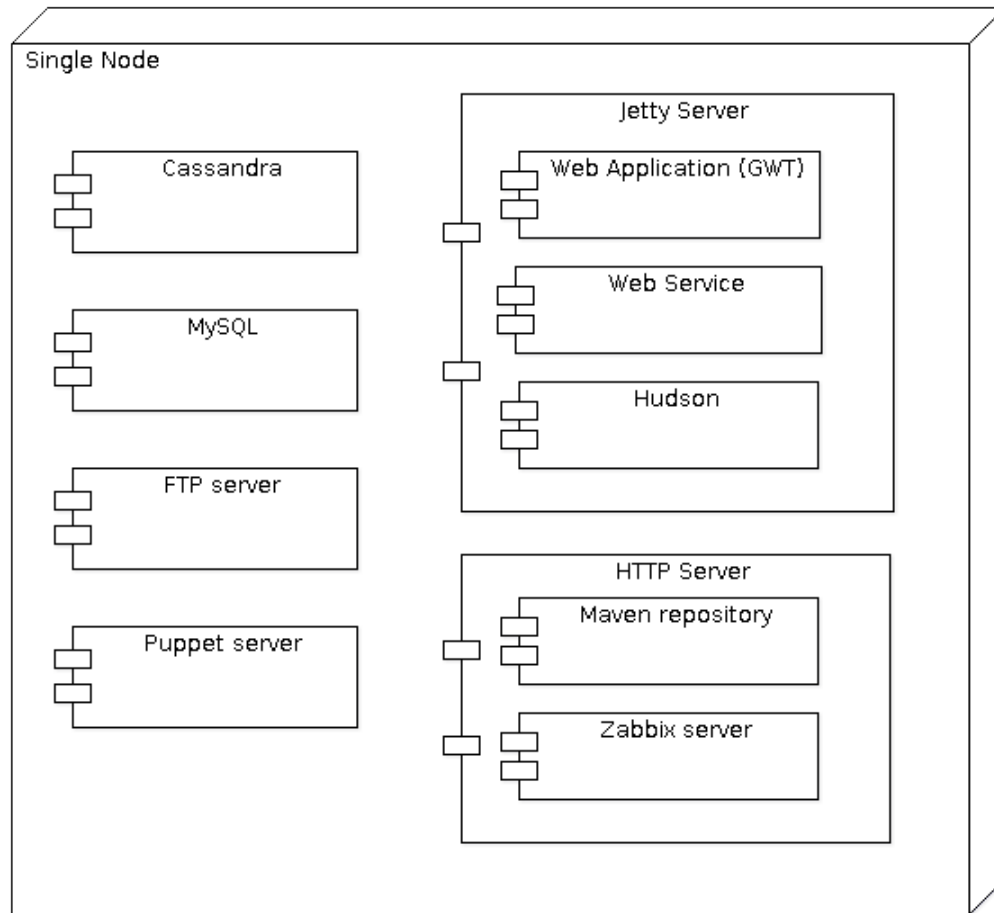 Single Node
Cassandra
MySQL
FTP server
Puppet server
Jetty Server
Web Application (GWT)
Web Service
Hudson
HTTP Server
Maven repository
Zabbix server